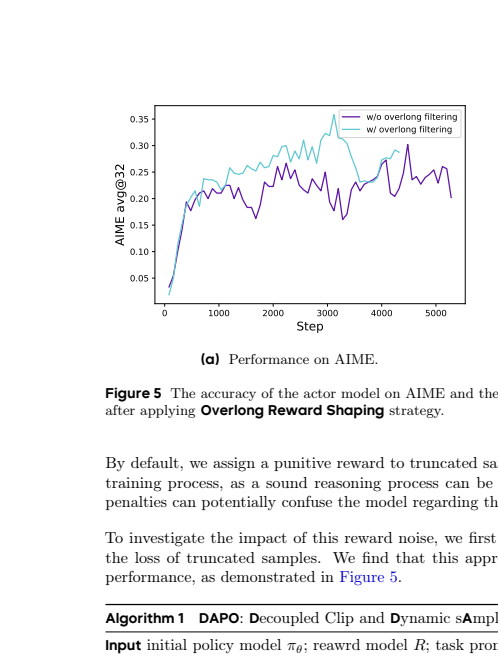 w/o overlong filtering
w/ overlong filtering
0.35
0.30
0.25
0.20
0.15
0.10
0.05
AIME avg@32
0 1000 2000 3000 4000 5000
Step
(a) Performance on AIME.
Figure 5 The accuracy of the actor model on AIME and the
after applying Overlong Reward Shaping strategy.
By default, we assign a punitive reward to truncated sa
training process, as a sound reasoning process can be
penalties can potentially confuse the model regarding th
To investigate the impact of this reward noise, we first
the loss of truncated samples. We find that this appr
performance, as demonstrated in Figure 5.
Algorithm 1 DAPO: Decoupled Clip and Dynamic sAmpl
Input initial policy model πθ; reawrd model R; task pron